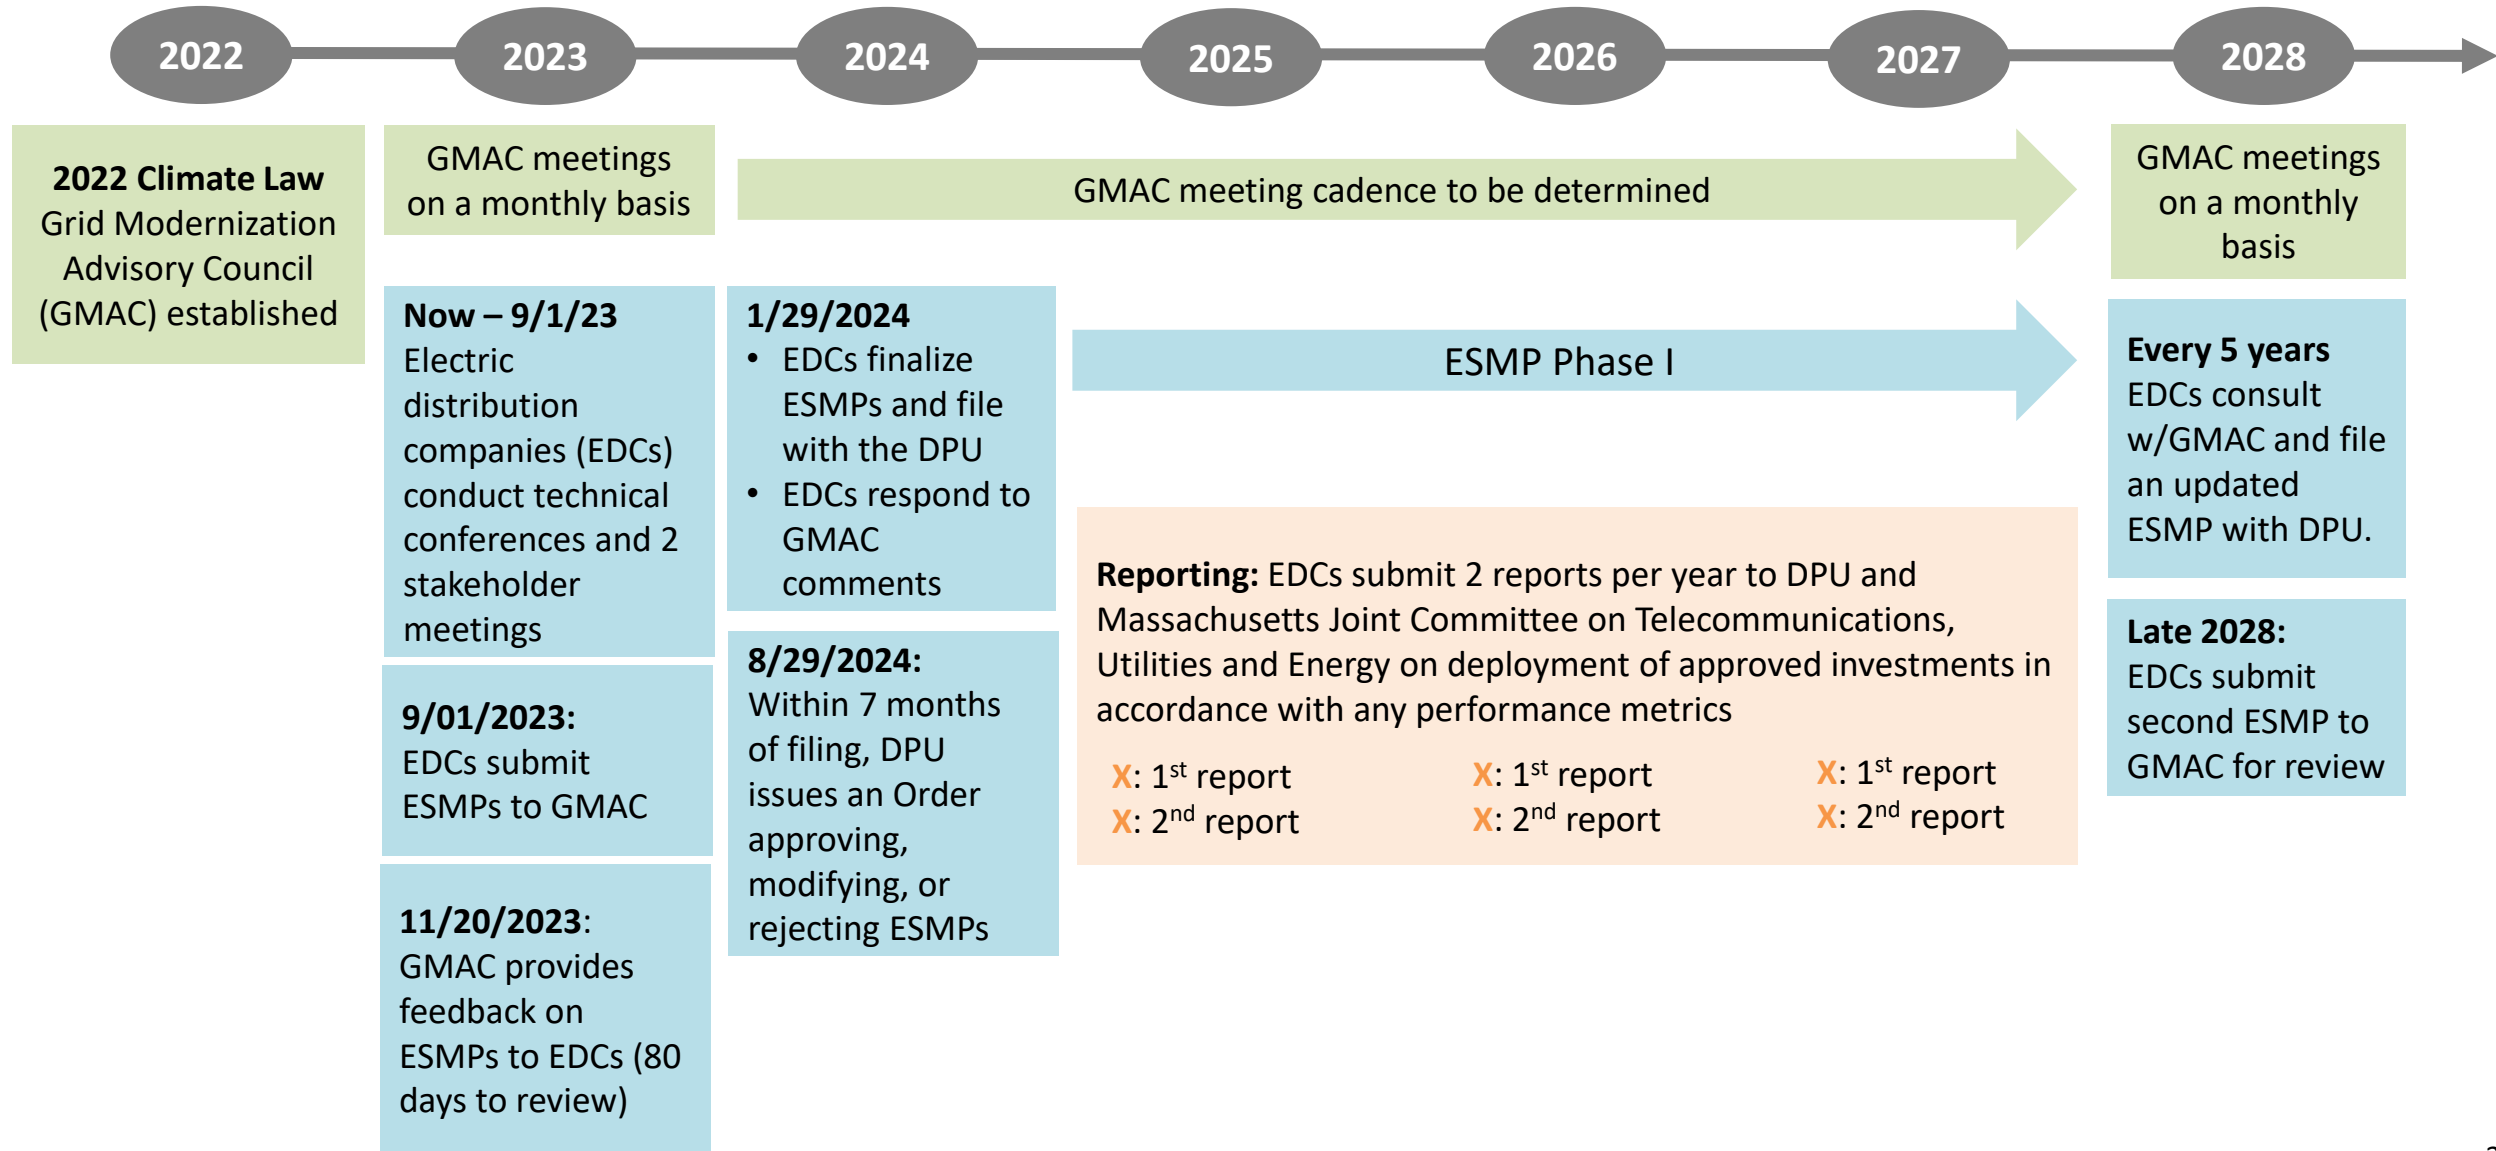 2022
2023
2024
2025
2026
2027
2028
2022 Climate Law
Grid Modernization
Advisory Council
(GMAC) established
GMAC meetings
on a monthly basis
GMAC meeting cadence to be determined
GMAC meetings
on a monthly
basis
Now – 9/1/23
Electric
distribution
companies (EDCs)
conduct technical
conferences and 2
stakeholder
meetings
9/01/2023:
EDCs submit
ESMPs to GMAC
11/20/2023:
GMAC provides
feedback on
ESMPs to EDCs (80
days to review)
1/29/2024
• EDCs finalize
ESMPs and file
with the DPU
• EDCs respond to
GMAC
comments
8/29/2024:
Within 7 months
of filing, DPU
issues an Order
approving,
modifying, or
rejecting ESMPs
ESMP Phase I
Reporting: EDCs submit 2 reports per year to DPU and
Massachusetts Joint Committee on Telecommunications,
Utilities and Energy on deployment of approved investments in
accordance with any performance metrics
X: 1st report
X: 2nd report
X: 1st report
X: 2nd report
X: 1st report
X: 2nd report
Every 5 years
EDCs consult
w/GMAC and file
an updated
ESMP with DPU.
Late 2028:
EDCs submit
second ESMP to
GMAC for review